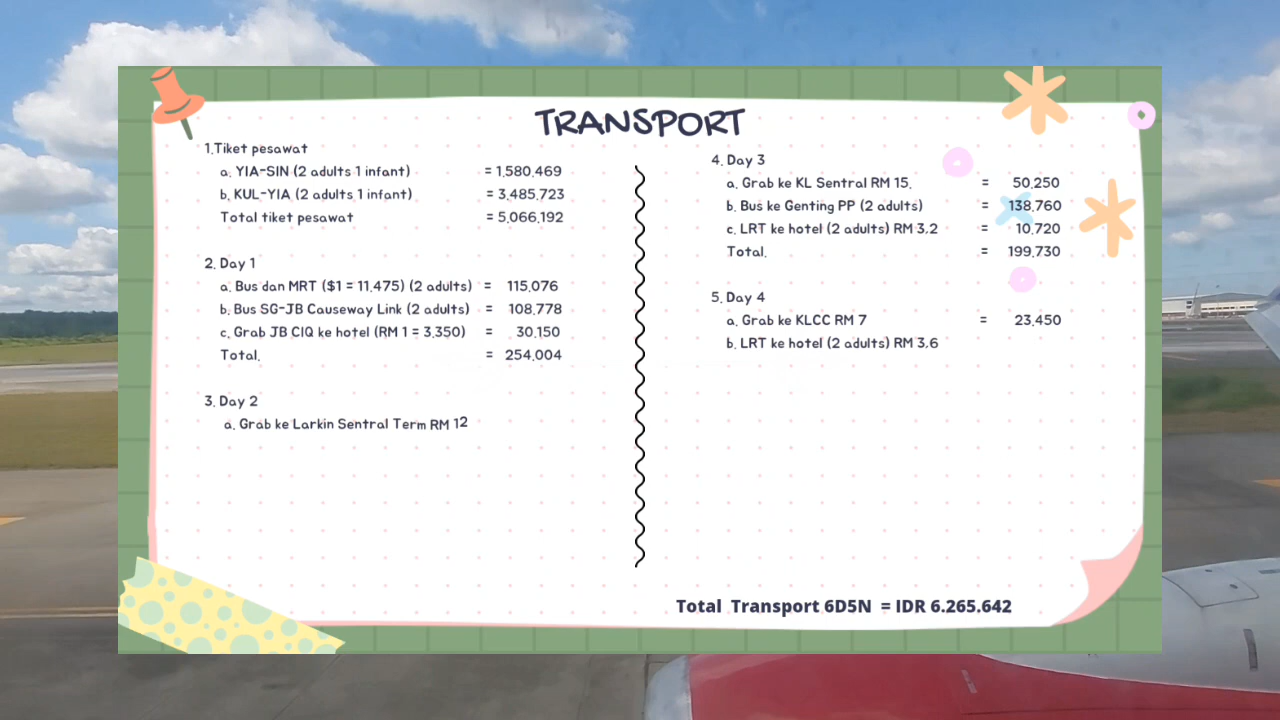 TRANSPORT
1.Tiket pesawat
a. YIA-SIN (2 adults 1 infant) = 1,580,469
b. KUL-YIA (2 adults 1 infant) = 3,485,723
Total tiket pesawat = 5,066,192
2. Day 1
a. Bus dan MRT ($1 = 11,475) (2 adults) = 115,076
b. Bus SG-JB Causeway Link (2 adults) = 108,778
c. Grab JB CIQ ke hotel (RM 1 = 3,350) = 30,150
Total. = 254,004
3. Day 2
a. Grab ke Larkin Sentral Term RM 12
4. Day 3
a. Grab ke KL Sentral RM 15. = 50,250
b. Bus ke Genting PP (2 adults) = 138,760
c. LRT ke hotel (2 adults) RM 3.2 = 10,720
Total. = 199,730
5. Day 4
a. Grab ke KLCC RM 7 = 23,450
b. LRT ke hotel (2 adults) RM 3.6
Total Transport 6D5N = IDR 6.265.642